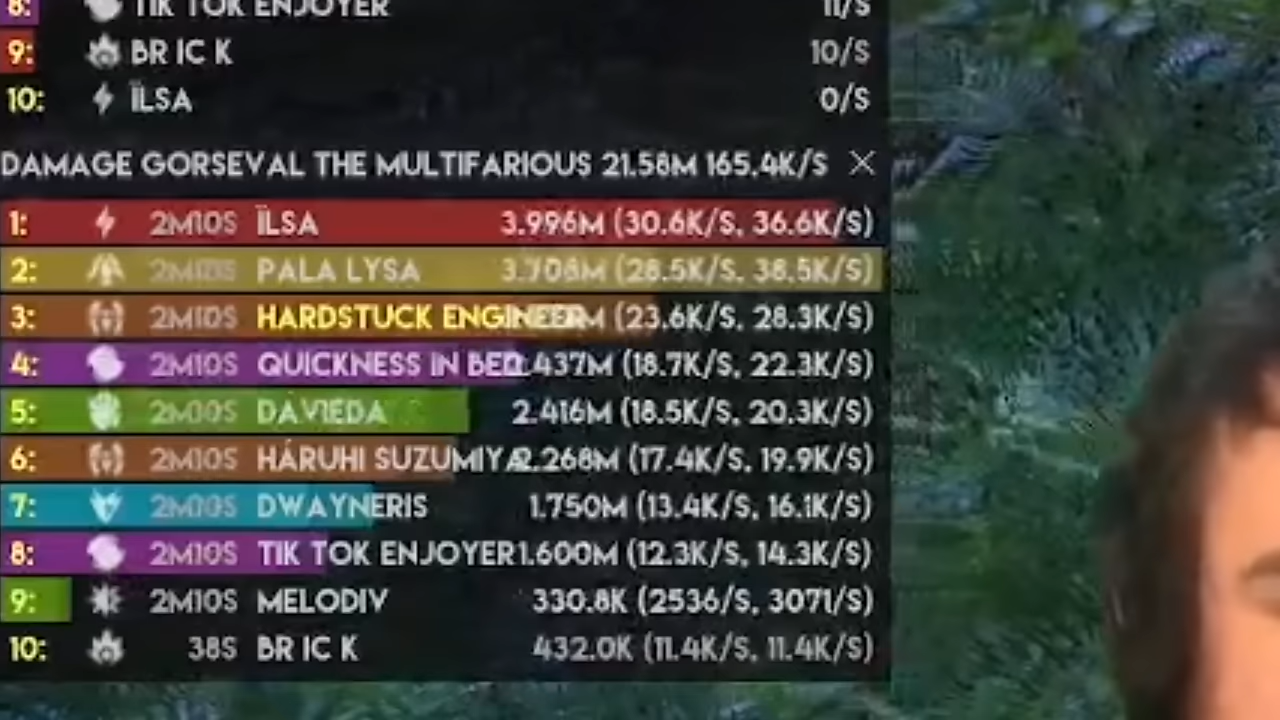 8: TIK TOK ENJOYER 11/S
9: BR IC K 10/S
10: ÏLSA 0/S
DAMAGE GORSEVAL THE MULTIFARIOUS 21.58M 165.4K/S
1: 2M10S ÏLSA 3.996M (30.6K/S, 36.6K/S)
2: 2M10S PALA LYSA 3.708M (28.5K/S, 38.5K/S)
3: 2M10S HARDSTUCK ENGINEER (23.6K/S, 28.3K/S)
4: 2M10S QUICKNESS IN BED 2.437M (18.7K/S, 22.3K/S)
5: 2M09S DAVIEDA 2.416M (18.5K/S, 20.3K/S)
6: 2M10S HÁRUHI SUZUMIYA 2.268M (17.4K/S, 19.9K/S)
7: 2M09S DWAYNERIS 1.750M (13.4K/S, 16.1K/S)
8: 2M10S TIK TOK ENJOYER 1.600M (12.3K/S, 14.3K/S)
9: 2M10S MELODIV 330.8K (2536/S, 3071/S)
10: 38S BR IC K 432.0K (11.4K/S, 11.4K/S)